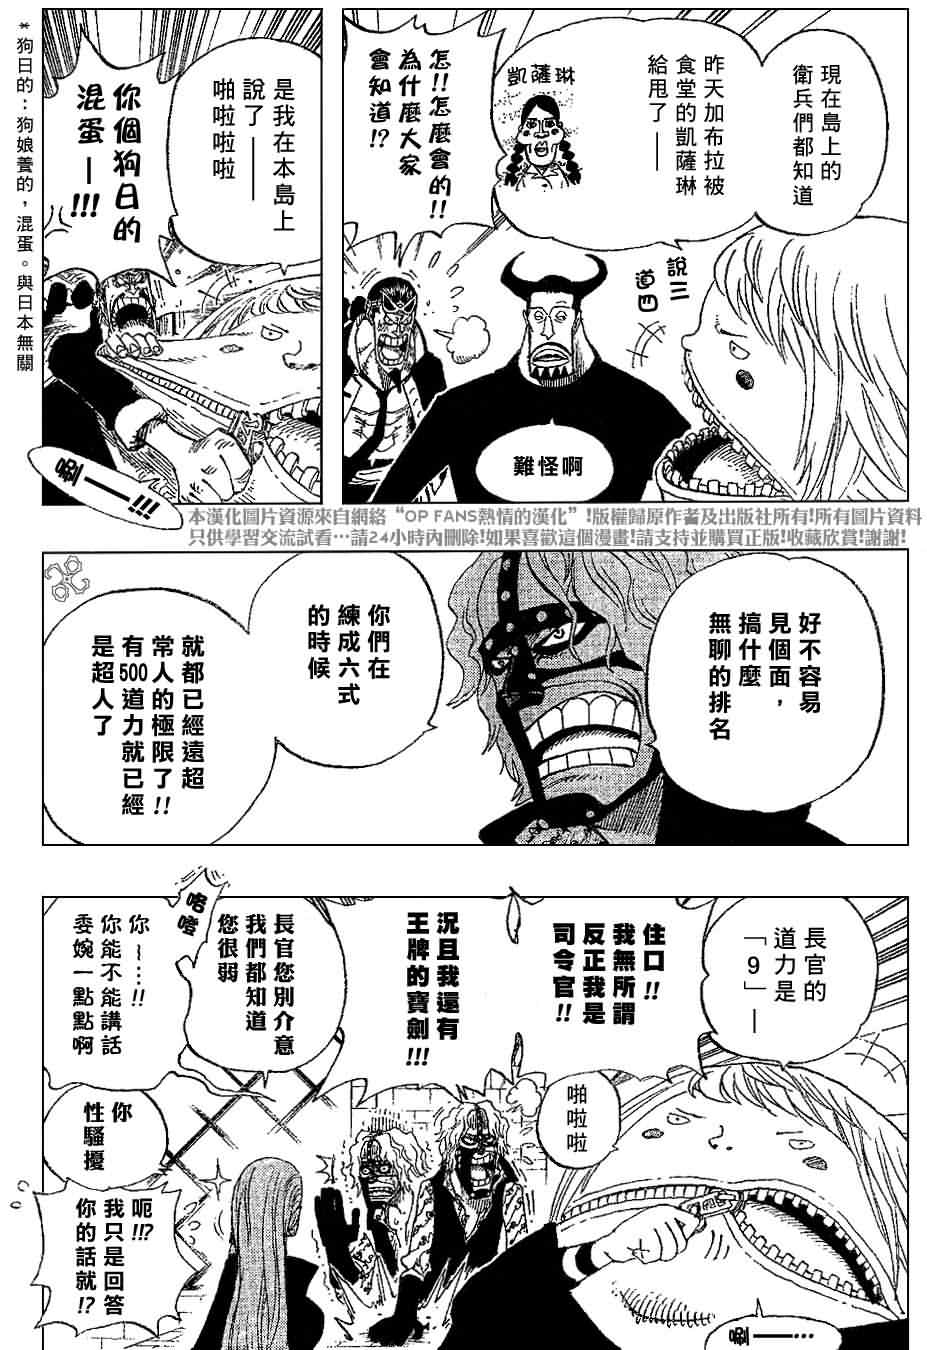 現在島上的
衛兵們都知道
昨天加布拉被
食堂的凱薩琳
給甩了——
凱薩琳
怎!!怎麼會的!!
為什麼大家
會知道!?
說三
道四
難怪啊
是我在本島上
說了——
啪啦啦啦
你個狗日的
混蛋—!!!
*狗日的：狗娘養的，混蛋。與日本無關
本漢化圖片資源來自網絡“OP FANS熱情的漢化”!版權歸原作者及出版社所有!所有圖片資料
只供學習交流試看…請24小時內刪除!如果喜歡這個漫畫!請支持並購買正版!收藏欣賞!謝謝!
好不容易
見個面，
搞什麼
無聊的排名
你們在
練成六式
的時候
就都已經遠超
常人的極限了!!
有500道力就已經
是超人了
長官的
道力是
「9」—
住口!!
我無所謂
反正我是
司令官!!
況且我還有
王牌的寶劍!!!
長官您別介意
我們都知道
您很弱
你~…!!
你能不能講話
委婉一點點啊
啪啦啦
你
性騷擾
呃!!?
我只是回答
你的話就!?